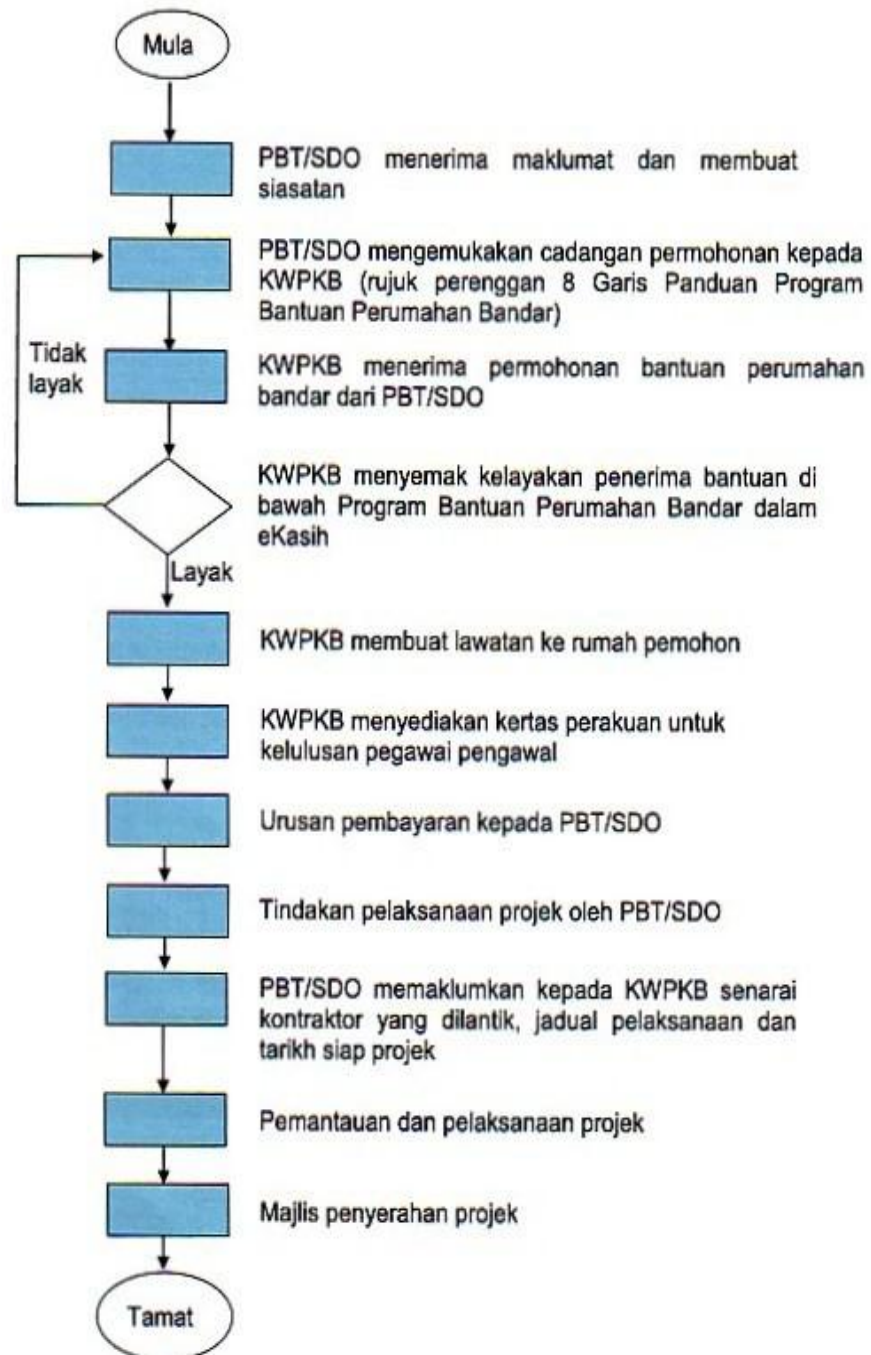 Mula
PBT/SDO menerima maklumat dan membuat
siasatan
PBT/SDO mengemukakan cadangan permohonan kepada
KWPKB (rujuk perenggan 8 Garis Panduan Program
Bantuan Perumahan Bandar)
Tidak
layak
KWPKB menerima permohonan bantuan perumahan
bandar dari PBT/SDO
KWPKB menyemak kelayakan penerima bantuan di
bawah Program Bantuan Perumahan Bandar dalam
eKasih
Layak
KWPKB membuat lawatan ke rumah pemohon
KWPKB menyediakan kertas perakuan untuk
kelulusan pegawai pengawal
Urusan pembayaran kepada PBT/SDO
Tindakan pelaksanaan projek oleh PBT/SDO
PBT/SDO memaklumkan kepada KWPKB senarai
kontraktor yang dilantik, jadual pelaksanaan dan
tarikh siap projek
Pemantauan dan pelaksanaan projek
Majlis penyerahan projek
Tamat